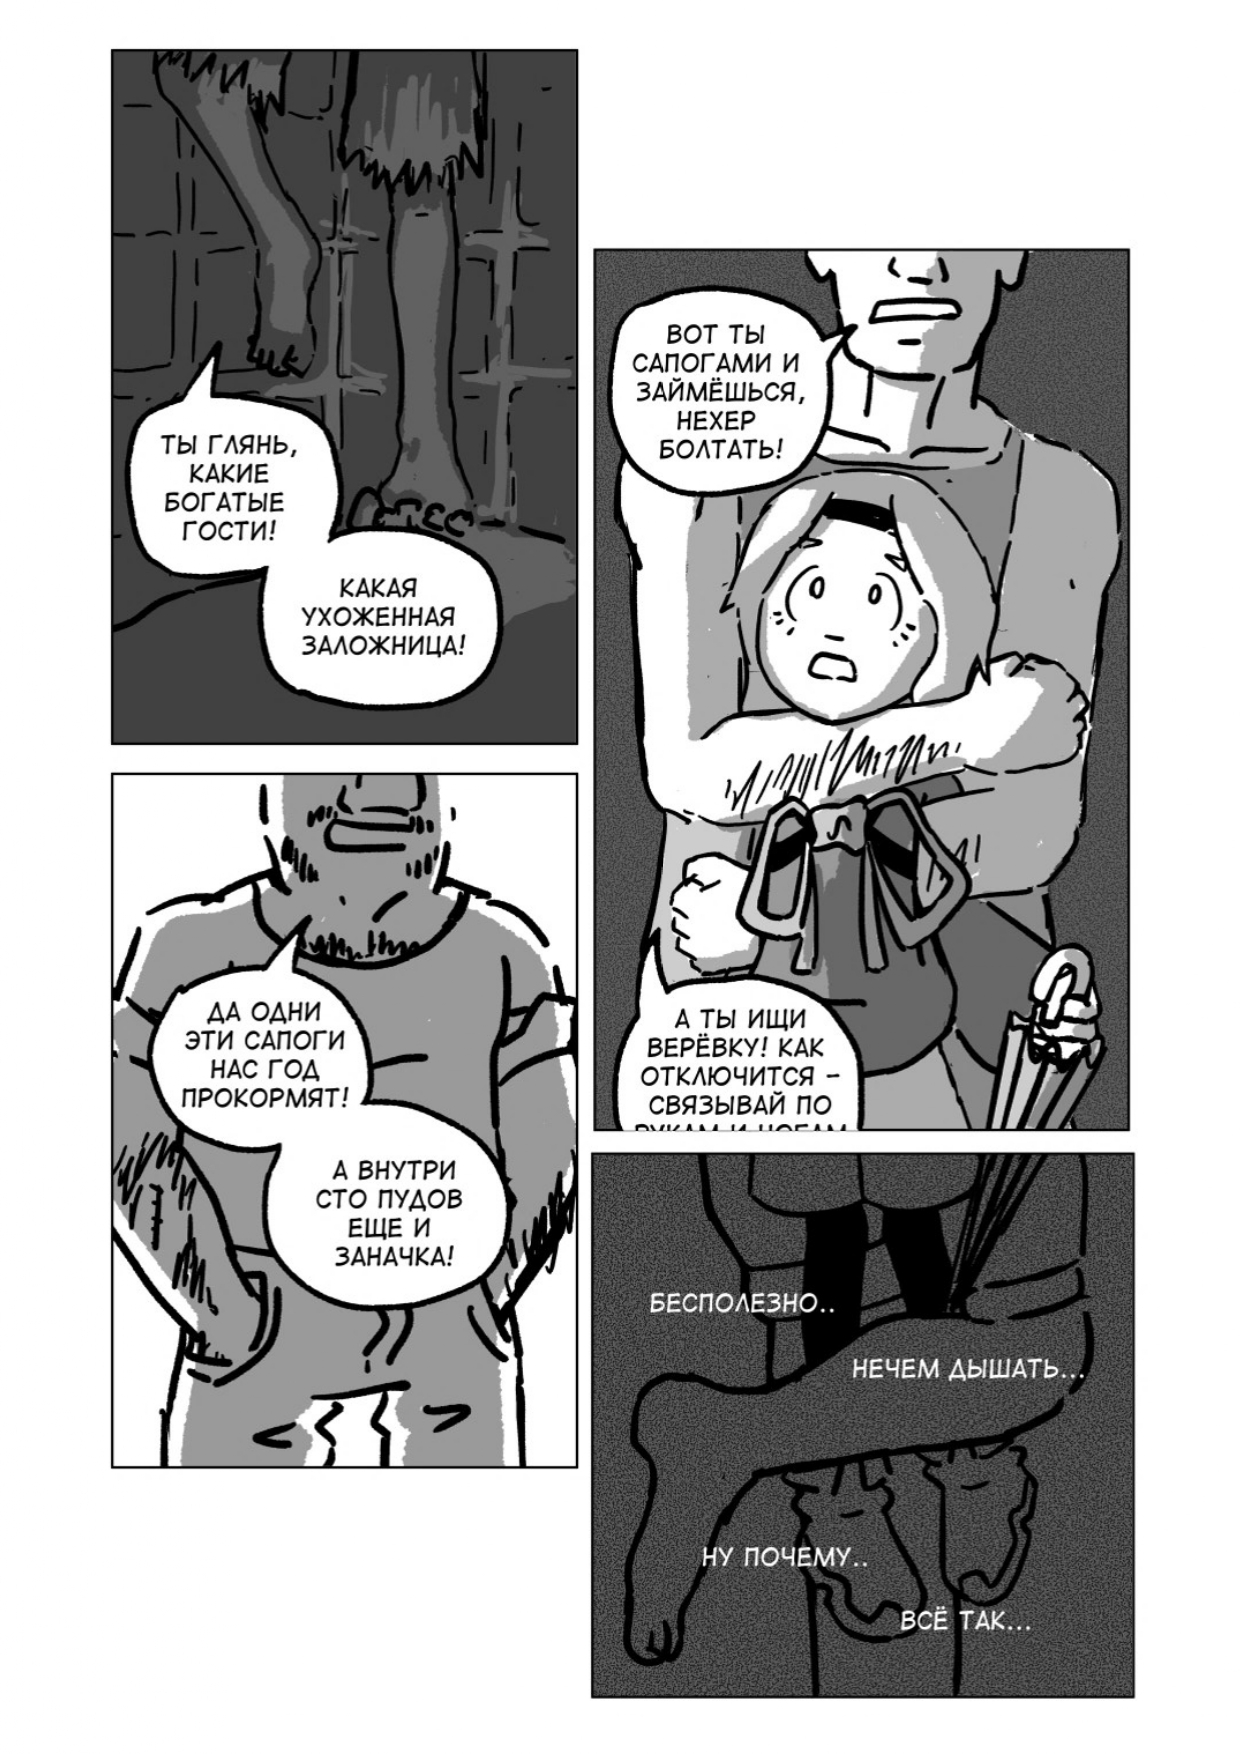 ТЫ ГЛЯНЬ,
КАКИЕ
БОГАТЫЕ
ГОСТИ!
КАКАЯ
УХОЖЕННАЯ
ЗАЛОЖНИЦА!
ДА ОДНИ
ЭТИ САПОГИ
НАС ГОД
ПРОКОРМЯТ!
А ВНУТРИ
СТО ПУДОВ
ЕЩЕ И
ЗАНАЧКА!
ВОТ ТЫ
САПОГАМИ И
ЗАЙМЁШЬСЯ,
НЕХЕР
БОЛТАТЬ!
А ТЫ ИЩИ
ВЕРЁВКУ! КАК
ОТКЛЮЧИТСЯ –
СВЯЗЫВАЙ ПО
РУКАМ И НОГАМ
БЕСПОЛЕЗНО..
НЕЧЕМ ДЫШАТЬ...
НУ ПОЧЕМУ..
ВСЁ ТАК...